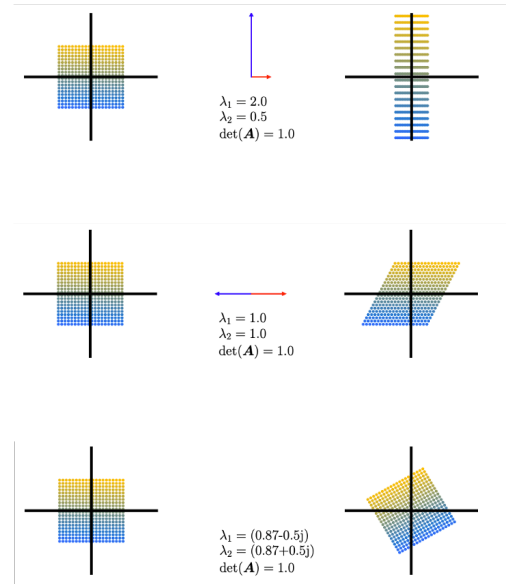 λ₁ = 2.0
λ₂ = 0.5
det(A) = 1.0
λ₁ = 1.0
λ₂ = 1.0
det(A) = 1.0
λ₁ = (0.87-0.5j)
λ₂ = (0.87+0.5j)
det(A) = 1.0